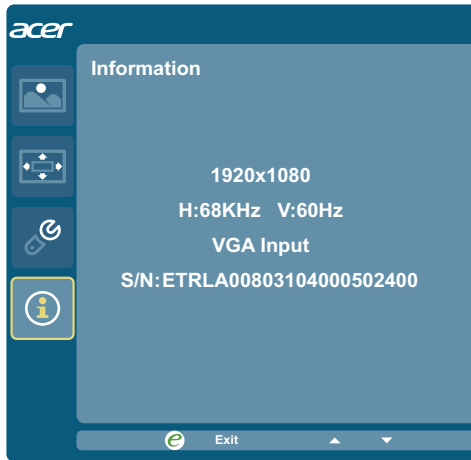 acer
Information
1920x1080
H:68KHz V:60Hz
VGA Input
S/N:ETRLA00803104000502400
e Exit